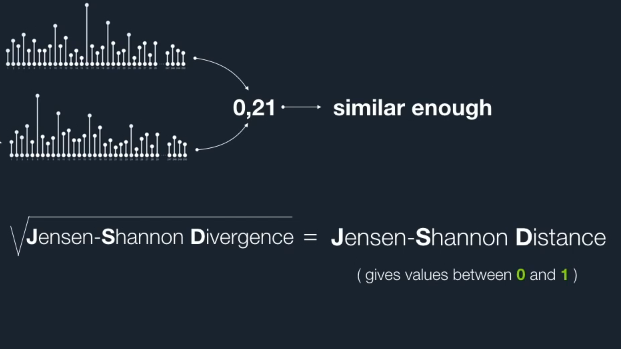 0,21
similar enough
√Jensen-Shannon Divergence = Jensen-Shannon Distance
( gives values between 0 and 1 )